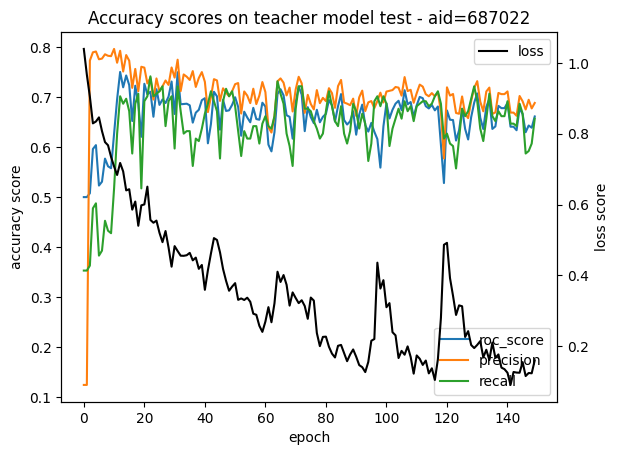 Accuracy scores on teacher model test - aid=687022
loss
0.8
0.7
0.6
0.5
0.4
0.3
0.2
0.1
1.0
0.8
0.6
0.4
0.2
accuracy score
loss score
roc_score
precision
recall
0
20
40
60
80
100
120
140
epoch